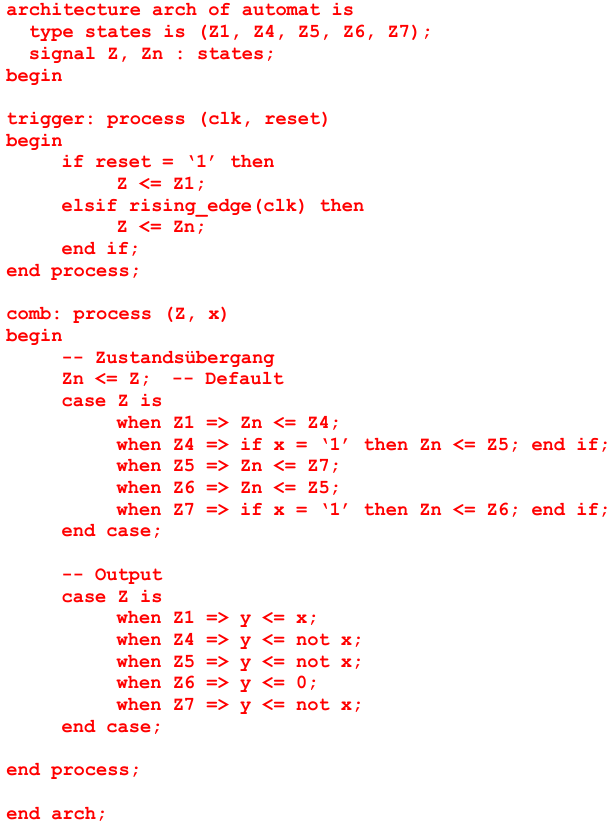 architecture arch of automat is
type states is (Z1, Z4, Z5, Z6, Z7);
signal Z, Zn : states;
begin
trigger: process (clk, reset)
begin
if reset = ‘1’ then
Z <= Z1;
elsif rising_edge(clk) then
Z <= Zn;
end if;
end process;
comb: process (Z, x)
begin
-- Zustandsübergang
Zn <= Z; -- Default
case Z is
when Z1 => Zn <= Z4;
when Z4 => if x = ‘1’ then Zn <= Z5; end if;
when Z5 => Zn <= Z7;
when Z6 => Zn <= Z5;
when Z7 => if x = ‘1’ then Zn <= Z6; end if;
end case;
-- Output
case Z is
when Z1 => y <= x;
when Z4 => y <= not x;
when Z5 => y <= not x;
when Z6 => y <= 0;
when Z7 => y <= not x;
end case;
end process;
end arch;